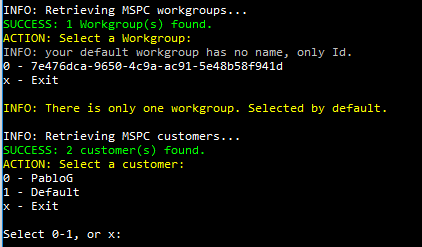 INFO: Retrieving MSPC workgroups...
SUCCESS: 1 Workgroup(s) found.
ACTION: Select a Workgroup:
INFO: your default workgroup has no name, only Id.
0 - 7e476dca-9650-4c9a-ac91-5e48b58f941d
x - Exit
INFO: There is only one workgroup. Selected by default.
INFO: Retrieving MSPC customers...
SUCCESS: 2 customer(s) found.
ACTION: Select a customer:
0 - PabloG
1 - Default
x - Exit
Select 0-1, or x: